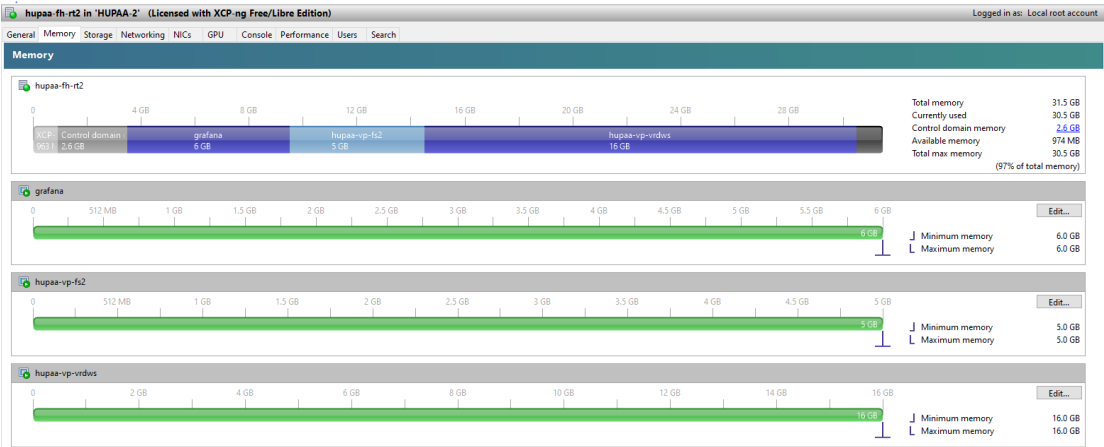 hupaa-fh-rt2 in 'HUPAA-2' (Licensed with XCP-ng Free/Libre Edition) Logged in as: Local root account
General Memory Storage Networking NICs GPU Console Performance Users Search
Memory
hupaa-fh-rt2
0 4 GB 8 GB 12 GB 16 GB 20 GB 24 GB 28 GB
XCP- Control domain grafana hupaa-vp-fs2 hupaa-vp-vrdws
2.6 GB 6 GB 5 GB 16 GB
Total memory 31.5 GB
Currently used 30.5 GB
Control domain memory 2.6 GB
Available memory 974 MB
Total max memory 30.5 GB
(97% of total memory)
grafana
0 512 MB 1 GB 1.5 GB 2 GB 2.5 GB 3 GB 3.5 GB 4 GB 4.5 GB 5 GB 5.5 GB 6 GB
Edit...
6 GB
Minimum memory 6.0 GB
Maximum memory 6.0 GB
hupaa-vp-fs2
0 512 MB 1 GB 1.5 GB 2 GB 2.5 GB 3 GB 3.5 GB 4 GB 4.5 GB 5 GB
Edit...
5 GB
Minimum memory 5.0 GB
Maximum memory 5.0 GB
hupaa-vp-vrdws
0 2 GB 4 GB 6 GB 8 GB 10 GB 12 GB 14 GB 16 GB
Edit...
16 GB
Minimum memory 16.0 GB
Maximum memory 16.0 GB